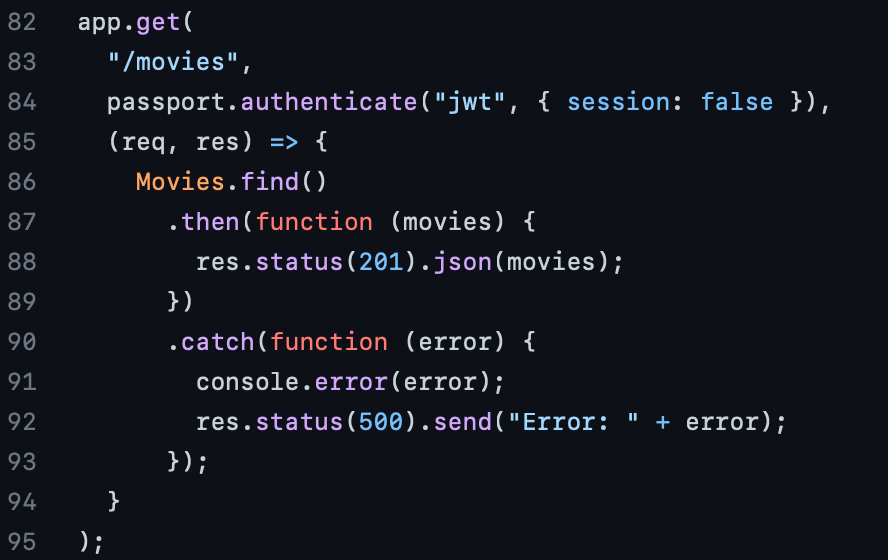 82 app.get(
83 "/movies",
84 passport.authenticate("jwt", { session: false }),
85 (req, res) => {
86 Movies.find()
87 .then(function (movies) {
88 res.status(201).json(movies);
89 })
90 .catch(function (error) {
91 console.error(error);
92 res.status(500).send("Error: " + error);
93 });
94 }
95 );